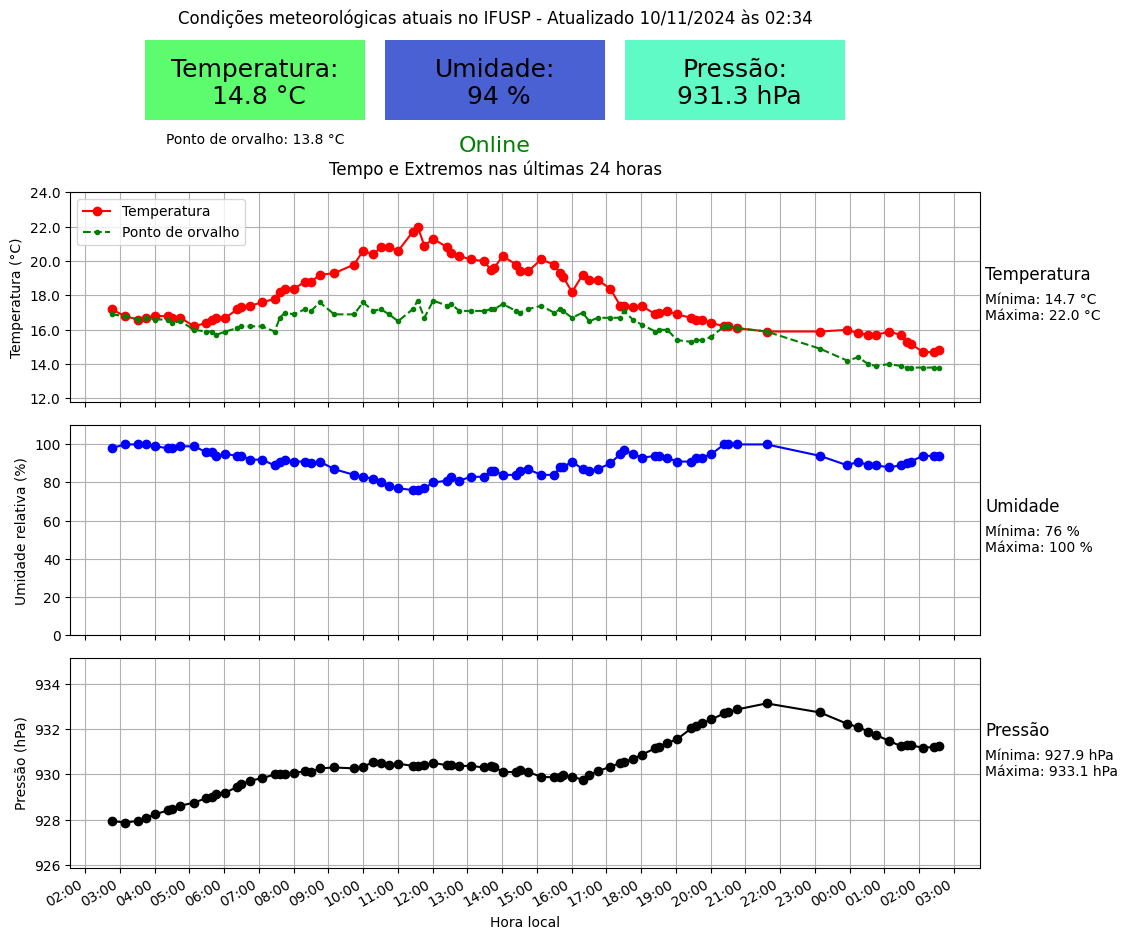 Condições meteorológicas atuais no IFUSP - Atualizado 10/11/2024 às 02:34
Temperatura:
14.8 °C
Umidade:
94 %
Pressão:
931.3 hPa
Ponto de orvalho: 13.8 °C
Online
Tempo e Extremos nas últimas 24 horas
Temperatura (°C)
24.0
22.0
20.0
18.0
16.0
14.0
12.0
Temperatura
Ponto de orvalho
Temperatura
Mínima: 14.7 °C
Máxima: 22.0 °C
Umidade relativa (%)
100
80
60
40
20
0
Umidade
Mínima: 76 %
Máxima: 100 %
Pressão (hPa)
934
932
930
928
926
Pressão
Mínima: 927.9 hPa
Máxima: 933.1 hPa
02:00
03:00
04:00
05:00
06:00
07:00
08:00
09:00
10:00
11:00
12:00
13:00
14:00
15:00
16:00
17:00
18:00
19:00
20:00
21:00
22:00
23:00
00:00
01:00
02:00
03:00
Hora local